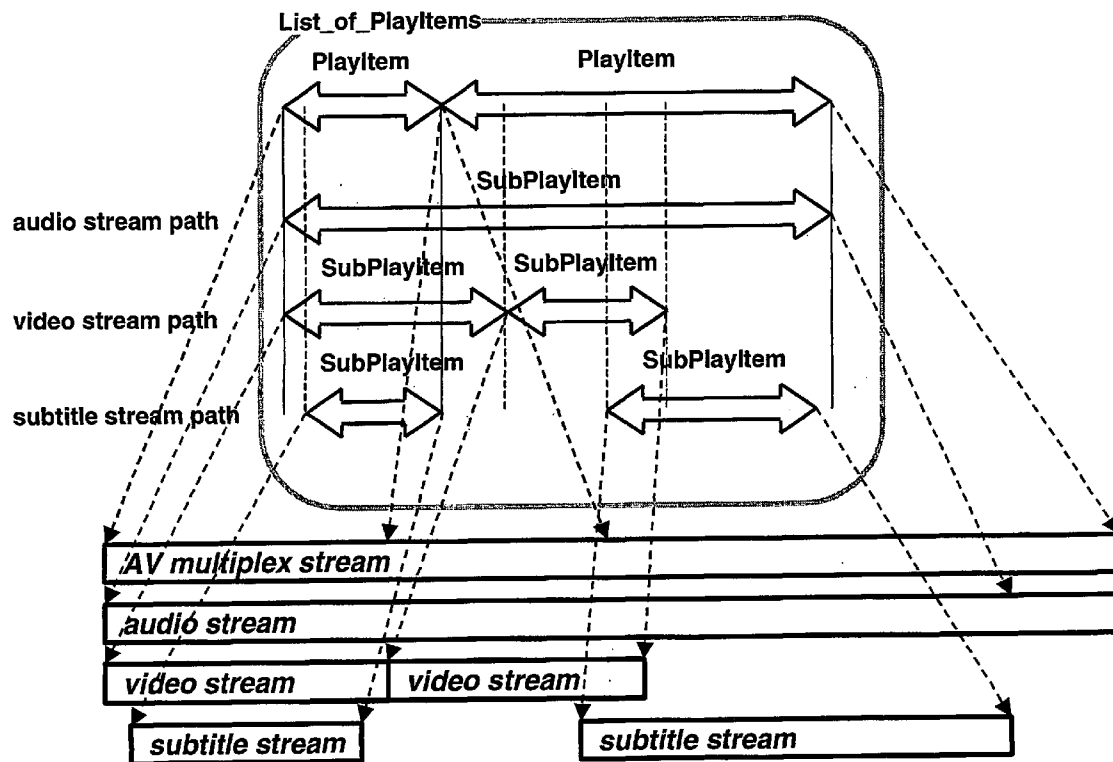 List_of_PlayItems
PlayItem PlayItem
SubPlayItem
audio stream path
SubPlayItem SubPlayItem
video stream path
SubPlayItem SubPlayItem
subtitle stream path
AV multiplex stream
audio stream
video stream video stream
subtitle stream subtitle stream